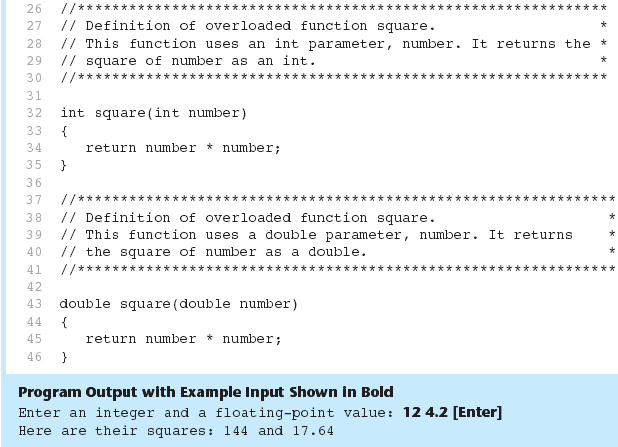 26 //***************************************************************
27 // Definition of overloaded function square. *
28 // This function uses an int parameter, number. It returns the *
29 // square of number as an int. *
30 //***************************************************************
31
32 int square(int number)
33 {
34 return number * number;
35 }
36
37 //****************************************************************
38 // Definition of overloaded function square. *
39 // This function uses a double parameter, number. It returns *
40 // the square of number as a double. *
41 //****************************************************************
42
43 double square(double number)
44 {
45 return number * number;
46 }
Program Output with Example Input Shown in Bold
Enter an integer and a floating-point value: 12 4.2 [Enter]
Here are their squares: 144 and 17.64